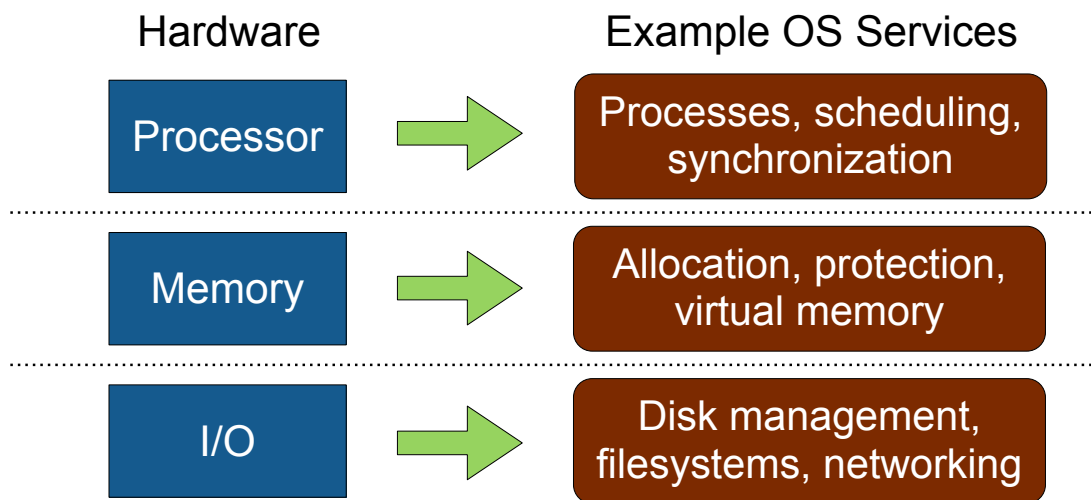 Hardware
Example OS Services
Processor
Processes, scheduling,
synchronization
Memory
Allocation, protection,
virtual memory
I/O
Disk management,
filesystems, networking